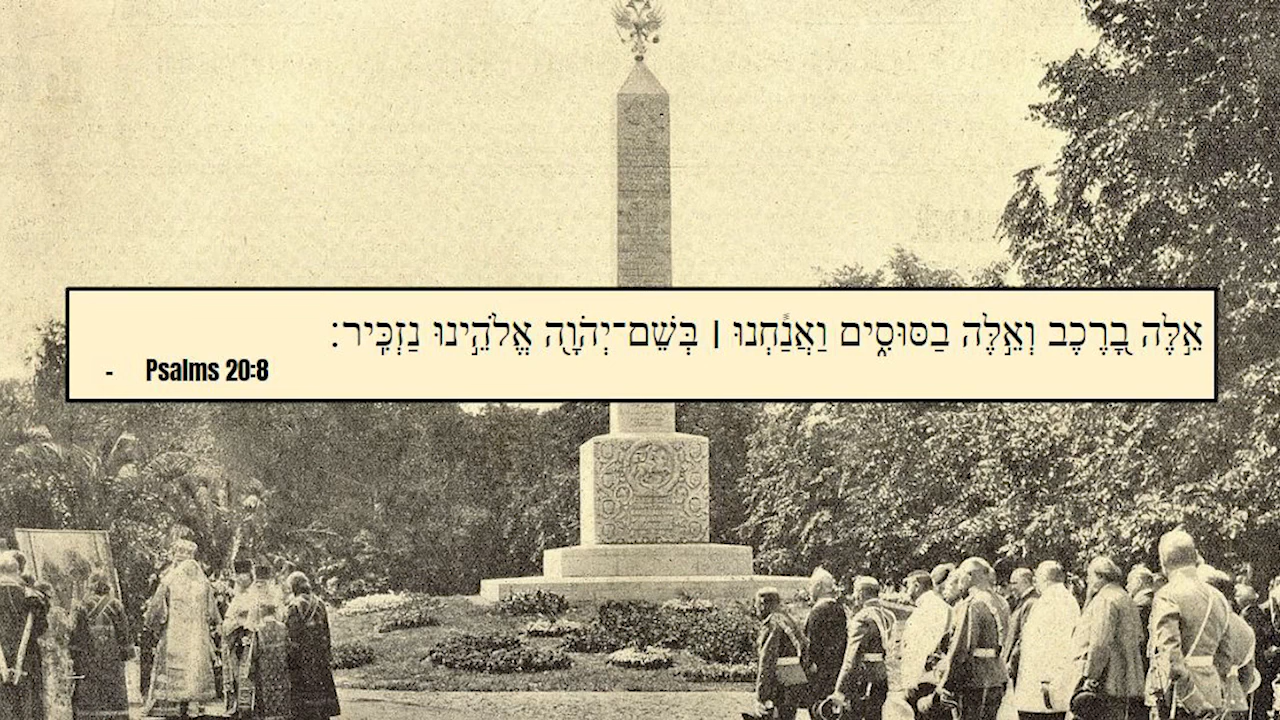 אֵ֣לֶּה בָ֭רֶכֶב וְאֵ֣לֶּה בַסּוּסִ֑ים וַאֲנַ֓חְנוּ ׀ בְּשֵׁם־יְהֹוָ֖ה אֱלֹהֵ֣ינוּ נַזְכִּֽיר׃
- Psalms 20:8